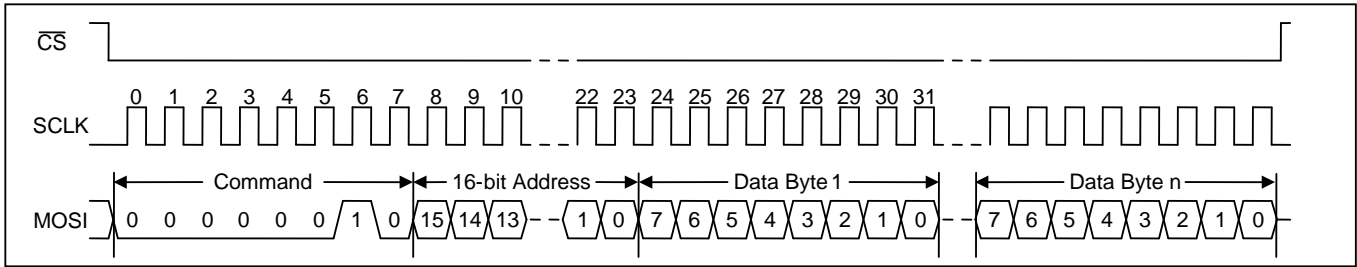 CS
0 1 2 3 4 5 6 7 8 9 10 22 23 24 25 26 27 28 29 30 31
SCLK
Command 16-bit Address Data Byte 1 Data Byte n
MOSI 0 0 0 0 0 0 1 0 15 14 13 1 0 7 6 5 4 3 2 1 0 7 6 5 4 3 2 1 0